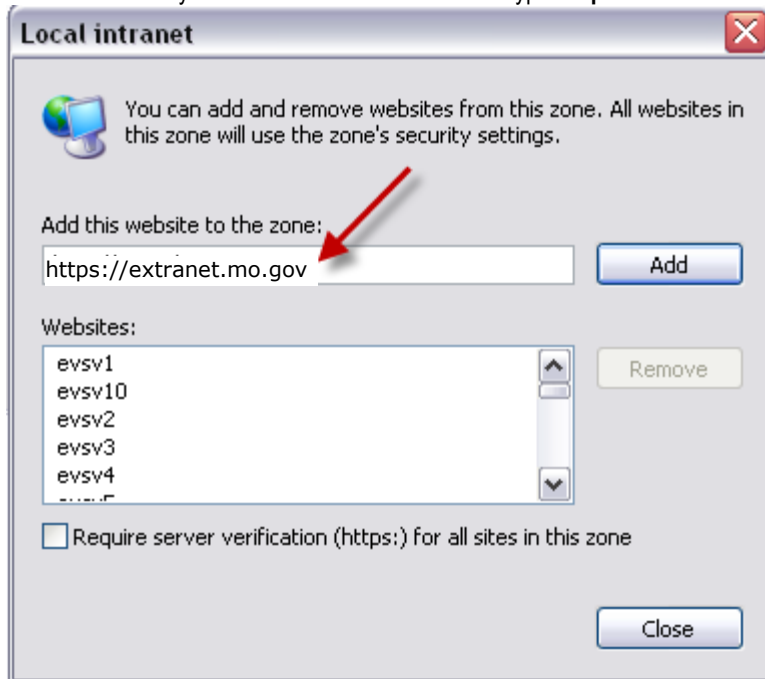 Local intranet
You can add and remove websites from this zone. All websites in
this zone will use the zone's security settings.
Add this website to the zone:
https://extranet.mo.gov
Add
Websites:
evsv1
evsv10
evsv2
evsv3
evsv4
Remove
Require server verification (https:) for all sites in this zone
Close